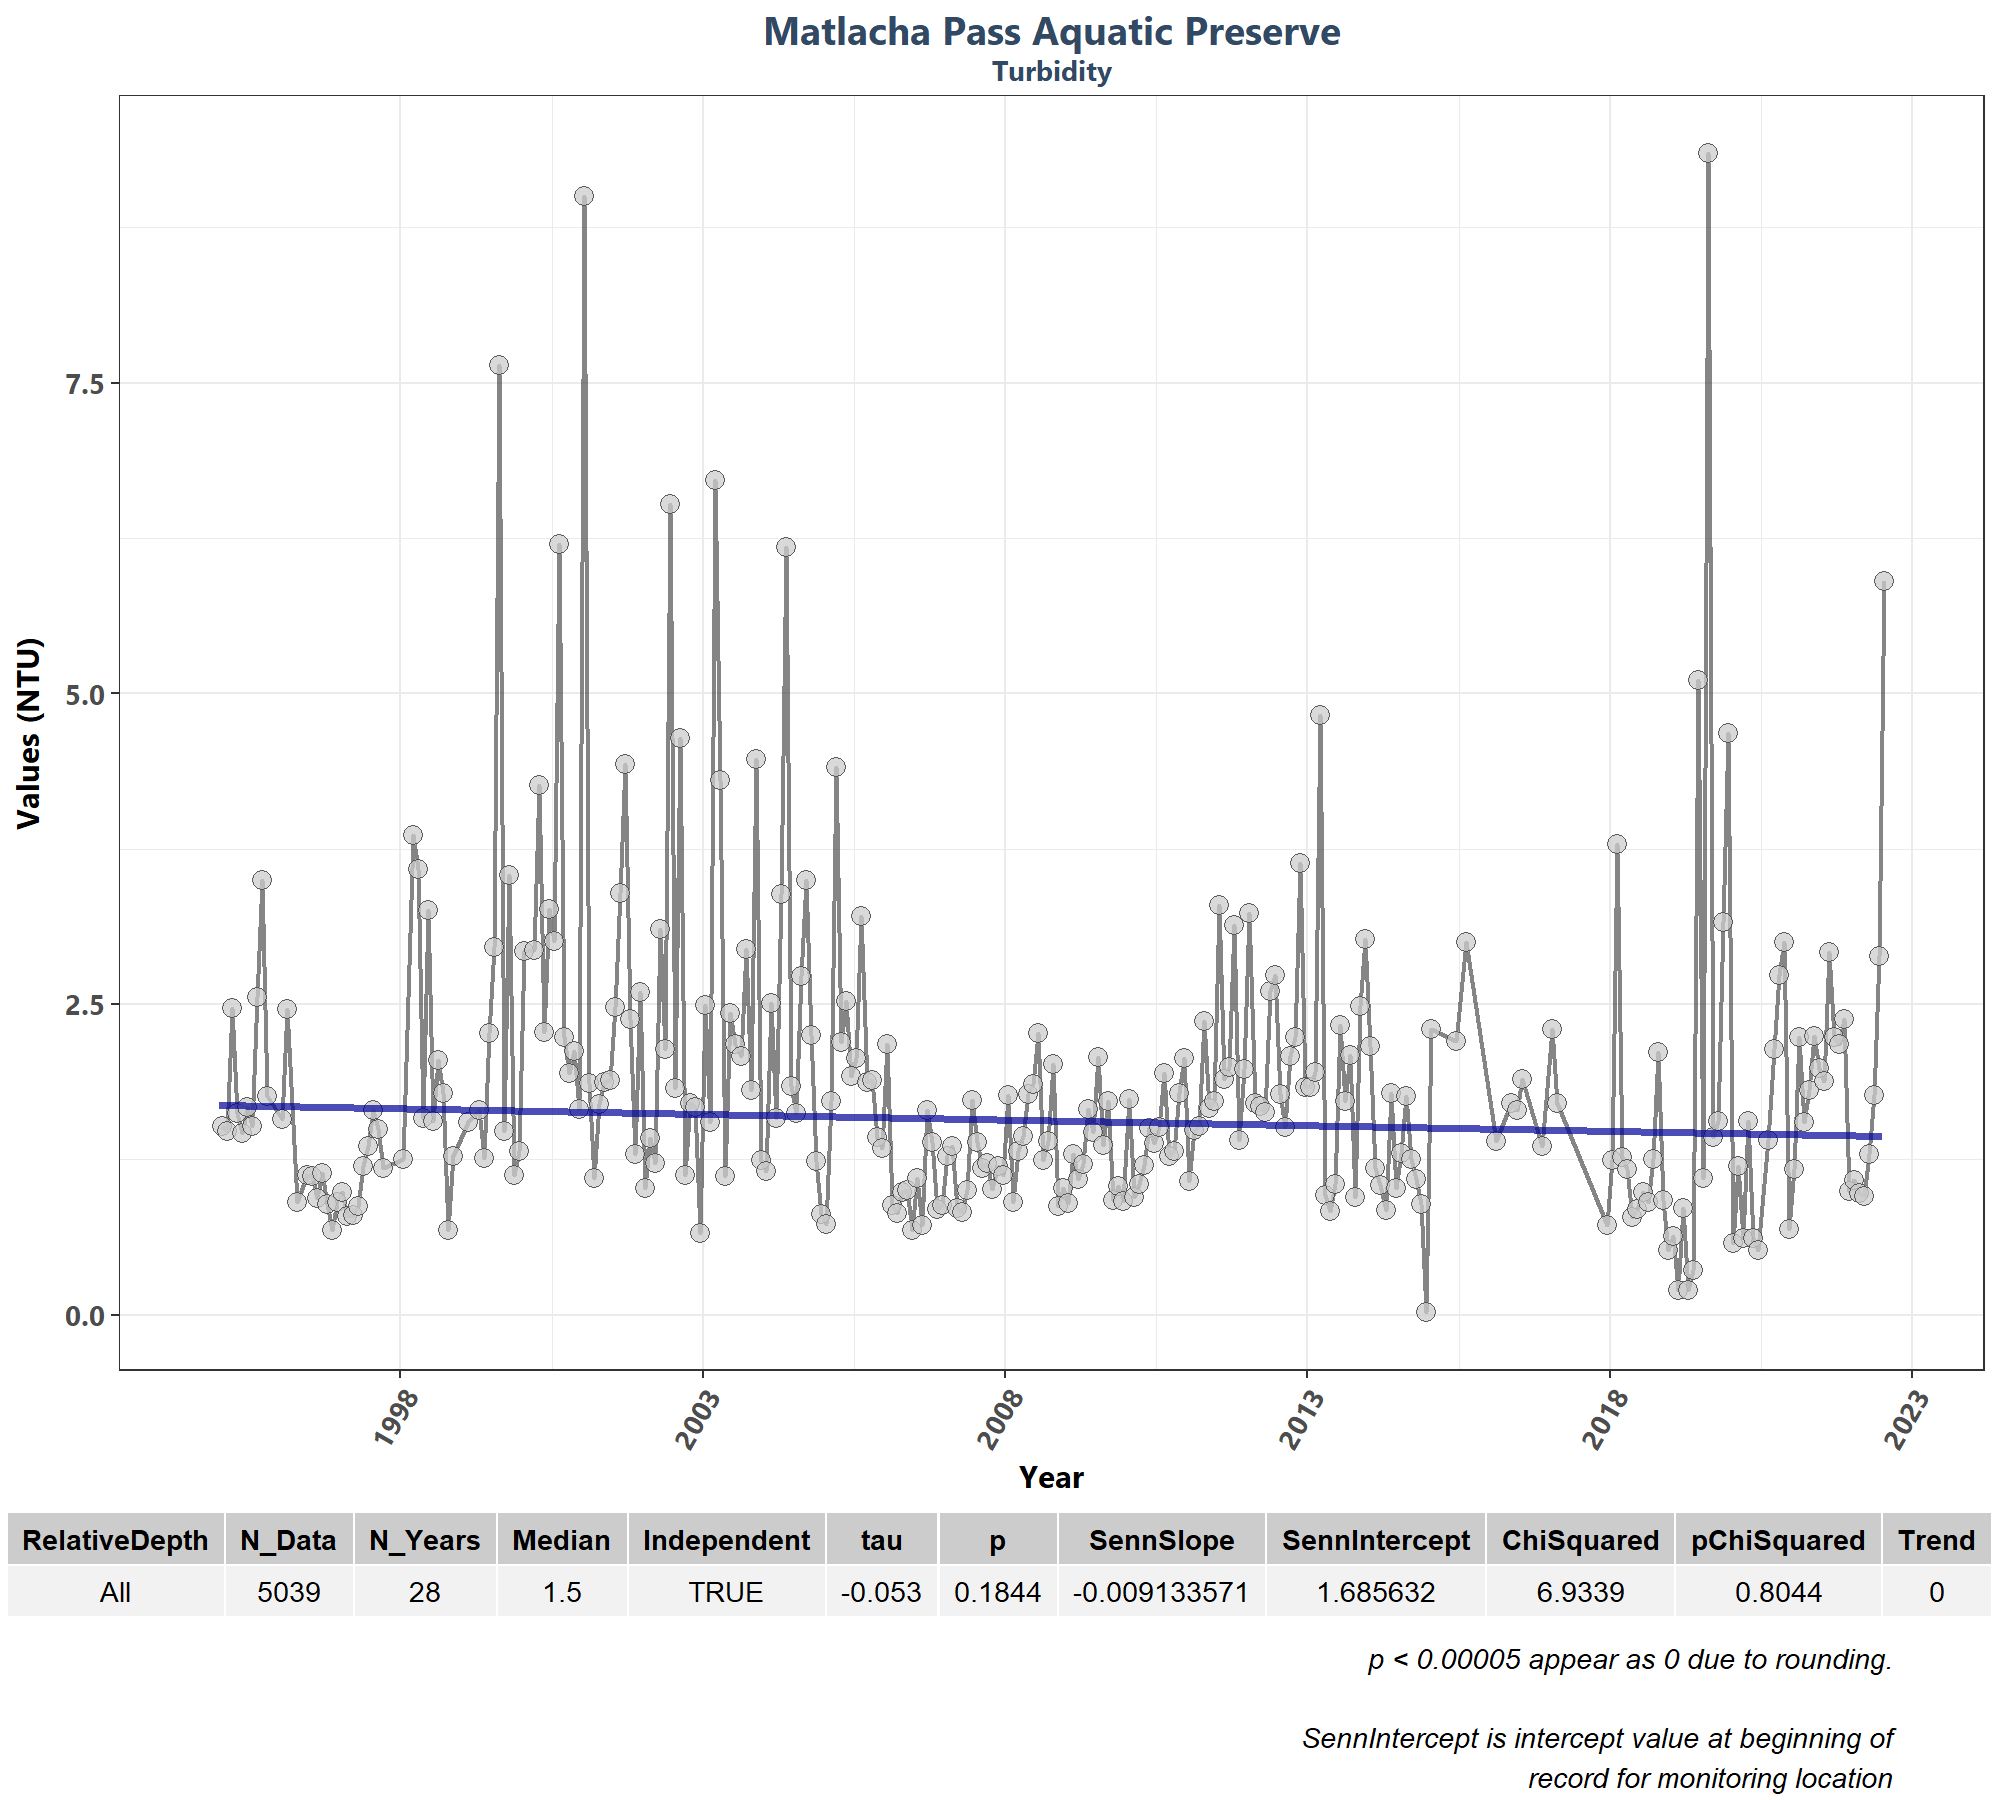 Matlacha Pass Aquatic Preserve
Turbidity
Values (NTU)
7.5
5.0
2.5
0.0
1998
2003
2008
2013
2018
2023
Year
RelativeDepth N_Data N_Years Median Independent tau p SennSlope SennIntercept ChiSquared pChiSquared Trend
All 5039 28 1.5 TRUE -0.053 0.1844 -0.009133571 1.685632 6.9339 0.8044 0
p < 0.00005 appear as 0 due to rounding.
SennIntercept is intercept value at beginning of
record for monitoring location